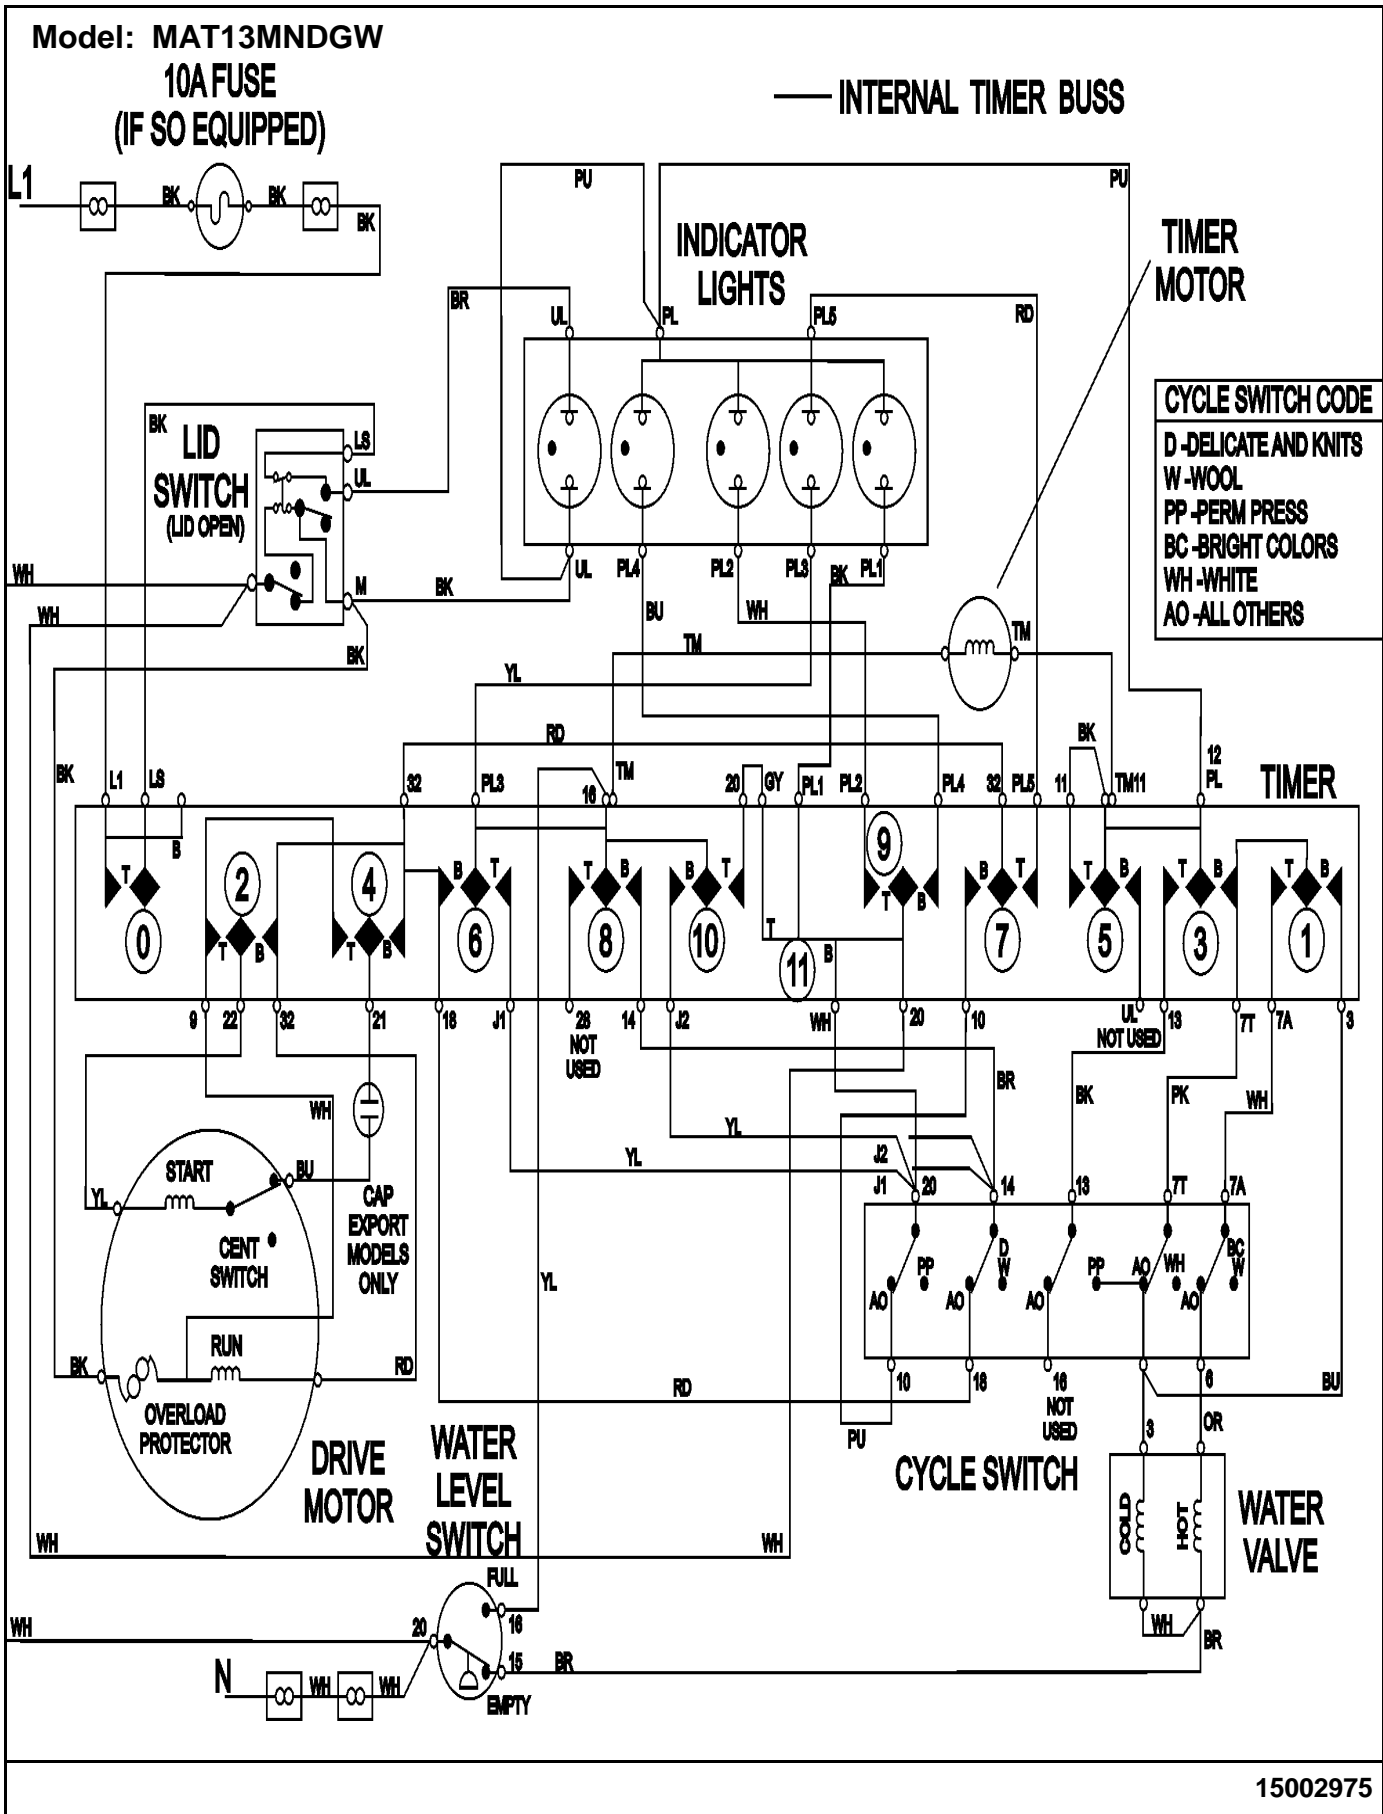 Model: MAT13MNDGW
10A FUSE
(IF SO EQUIPPED)
INTERNAL TIMER BUSS
L1
BK
BK
BK
PU
PU
INDICATOR
LIGHTS
TIMER
MOTOR
BR
UL
PL
PL5
RD
CYCLE SWITCH CODE
D -DELICATE AND KNITS
W -WOOL
PP -PERM PRESS
BC -BRIGHT COLORS
WH -WHITE
AO -ALL OTHERS
BK
LID
SWITCH
(LID OPEN)
LS
UL
M
WH
WH
BK
BK
UL
PL4
PL2
PL3
BK
PL1
BU
WH
TM
TM
YL
RD
BK
BK
L1
LS
32
PL3
16
TM
20
GY
PL1
PL2
PL4
32
PL5
11
TM11
12
PL
TIMER
B
T
0
2
T
B
4
T
B
B
T
6
T
B
8
B
T
10
T
11
B
9
T
B
B
T
7
T
B
5
T
B
3
T
B
1
9
22
32
21
18
J1
28
NOT
USED
14
J2
WH
20
10
UL
NOT USED
13
7T
7A
3
WH
BR
BK
PK
WH
YL
YL
J2
J1
20
14
13
7T
7A
START
BU
YL
CENT
SWITCH
CAP
EXPORT
MODELS
ONLY
YL
AO
PP
AO
D
W
AO
PP
AO
WH
AO
BC
W
RUN
BK
RD
OVERLOAD
PROTECTOR
DRIVE
MOTOR
RD
10
18
16
NOT
USED
6
BU
PU
3
OR
CYCLE SWITCH
WATER
LEVEL
SWITCH
COLD
HOT
WATER
VALVE
WH
WH
FULL
WH
20
16
15
BR
WH
BR
N
WH
WH
EMPTY
15002975